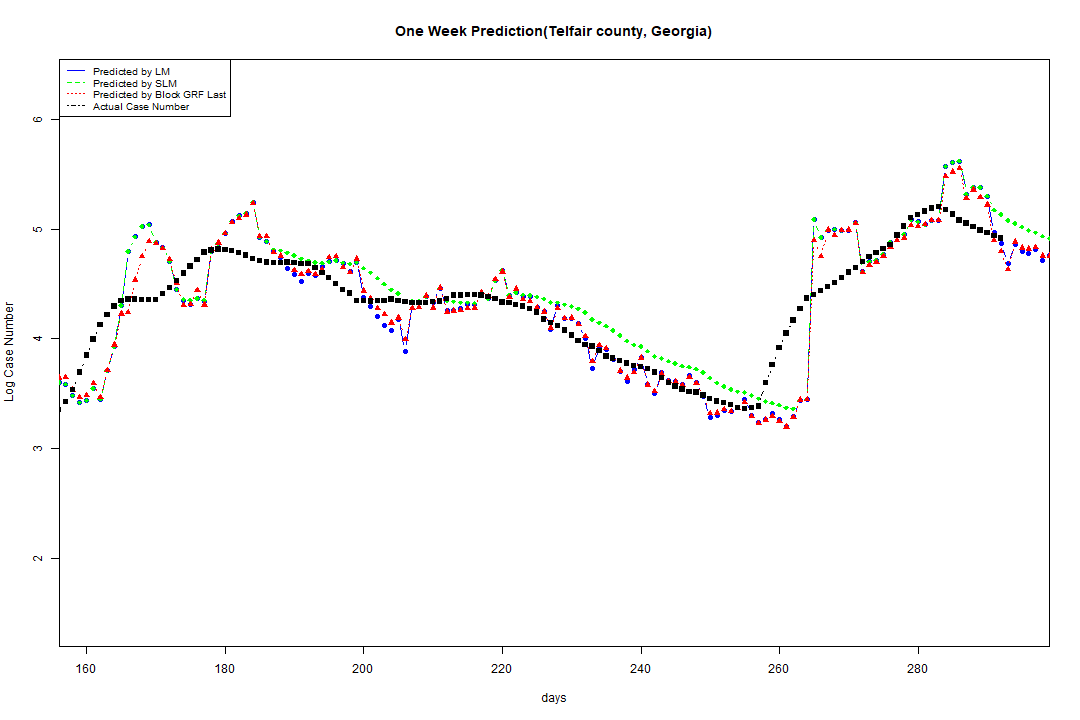 One Week Prediction(Telfair county, Georgia)
Predicted by LM
Predicted by SLM
Predicted by Block GRF Last
Actual Case Number
Log Case Number
6
5
4
3
2
160 180 200 220 240 260 280
days